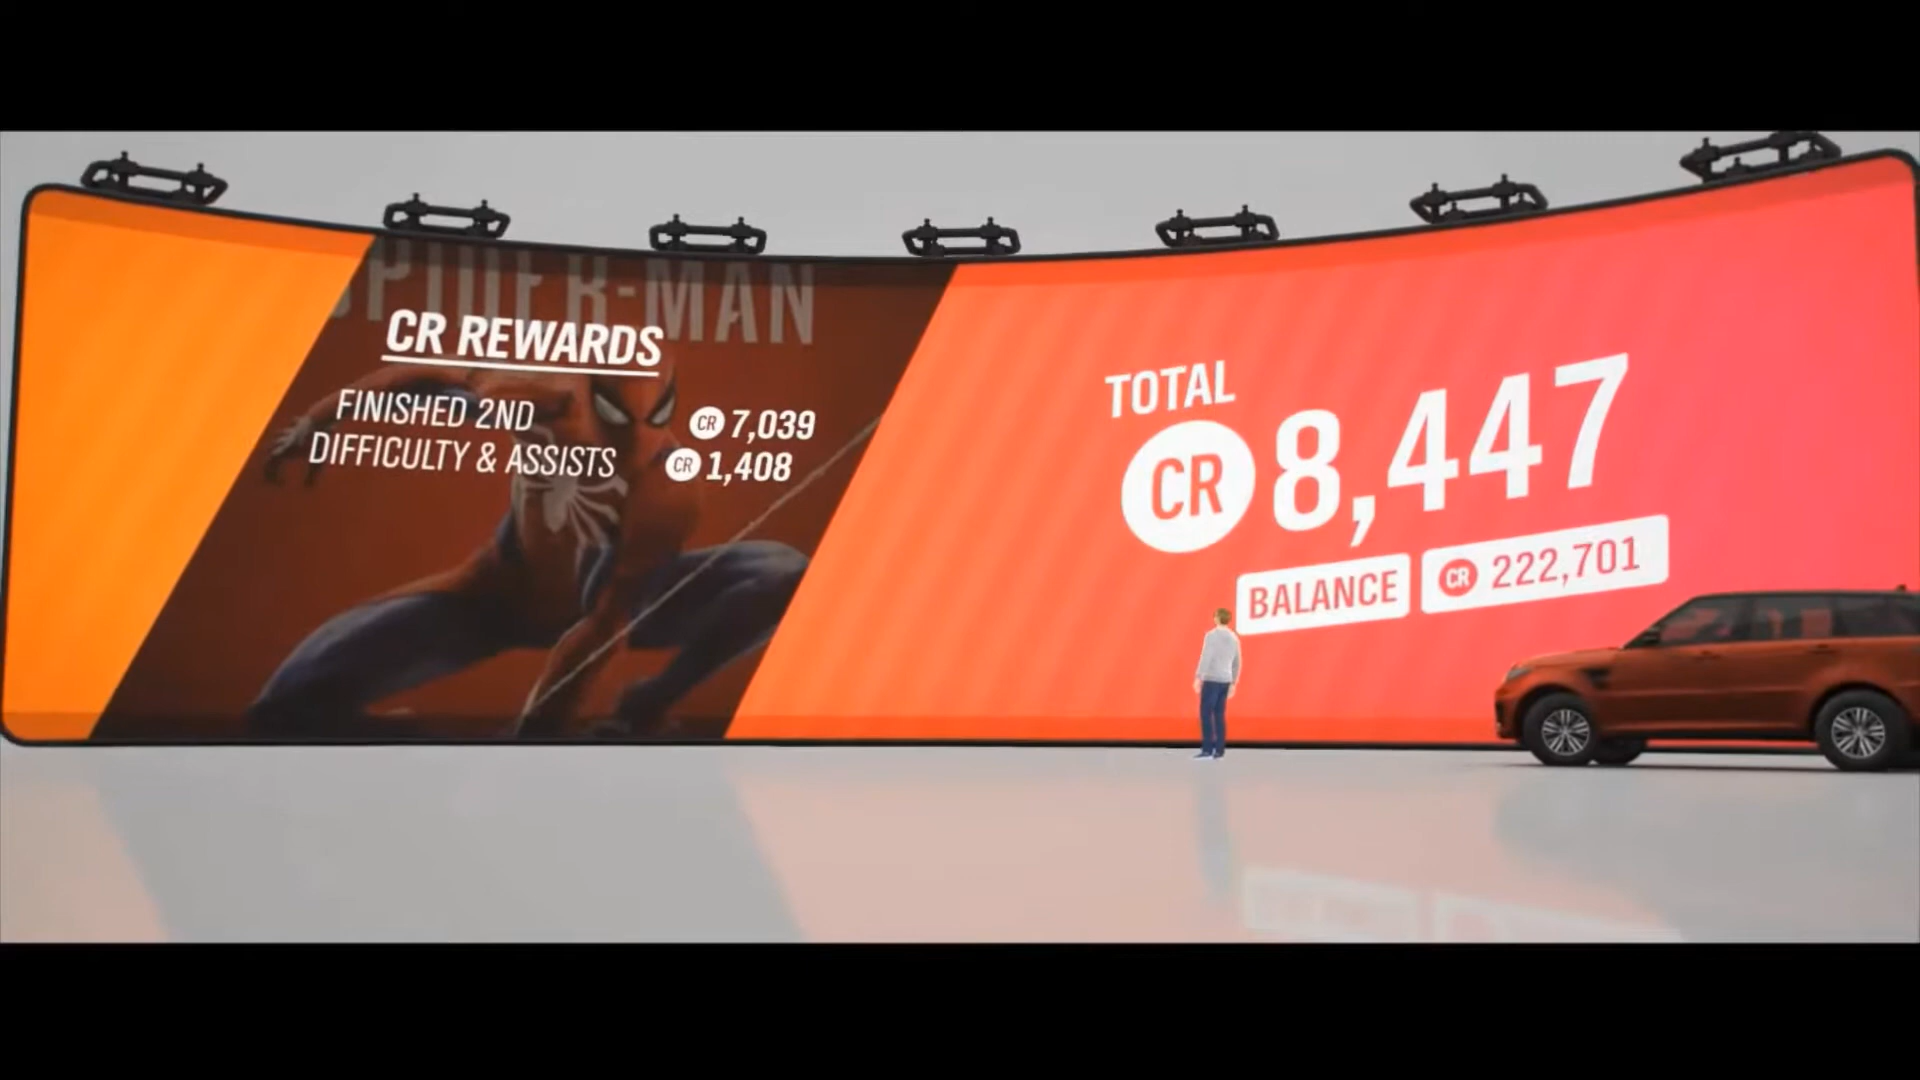 SPIDER-MAN
CR REWARDS
FINISHED 2ND CR 7,039
DIFFICULTY & ASSISTS CR 1,408
TOTAL
CR 8,447
BALANCE CR 222,701